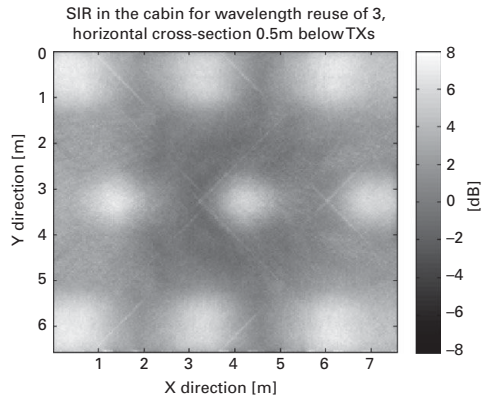 SIR in the cabin for wavelength reuse of 3,
horizontal cross-section 0.5m below TXs
0
1
2
3
4
5
6
Y direction [m]
1 2 3 4 5 6 7
X direction [m]
8
6
4
2
0
−2
−4
−6
−8
[dB]